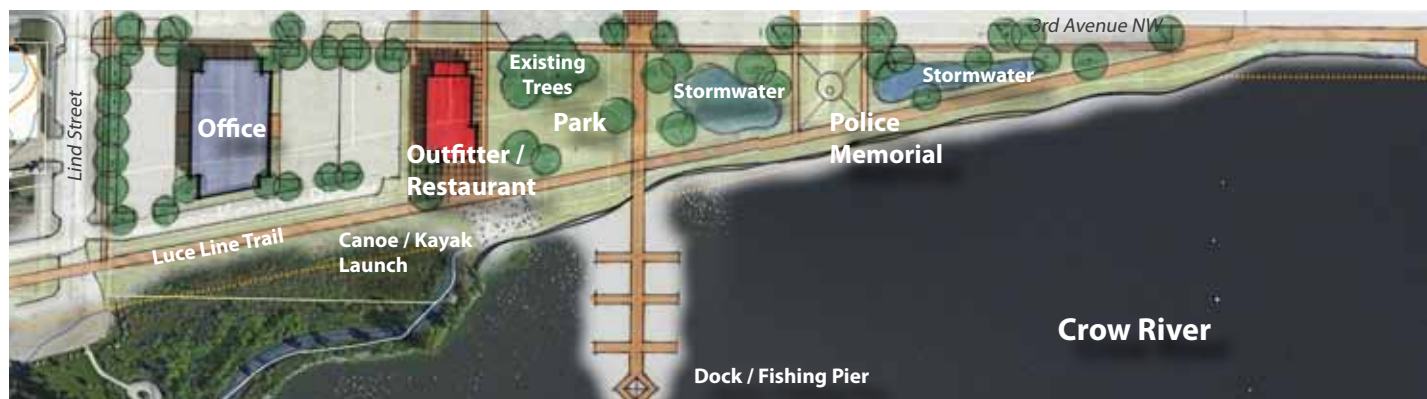 3rd Avenue NW
Existing
Trees
Stormwater
Stormwater
Park
Office
Police
Memorial
Lind Street
Outfitter /
Restaurant
Luce Line Trail
Canoe / Kayak
Launch
Crow River
Dock / Fishing Pier